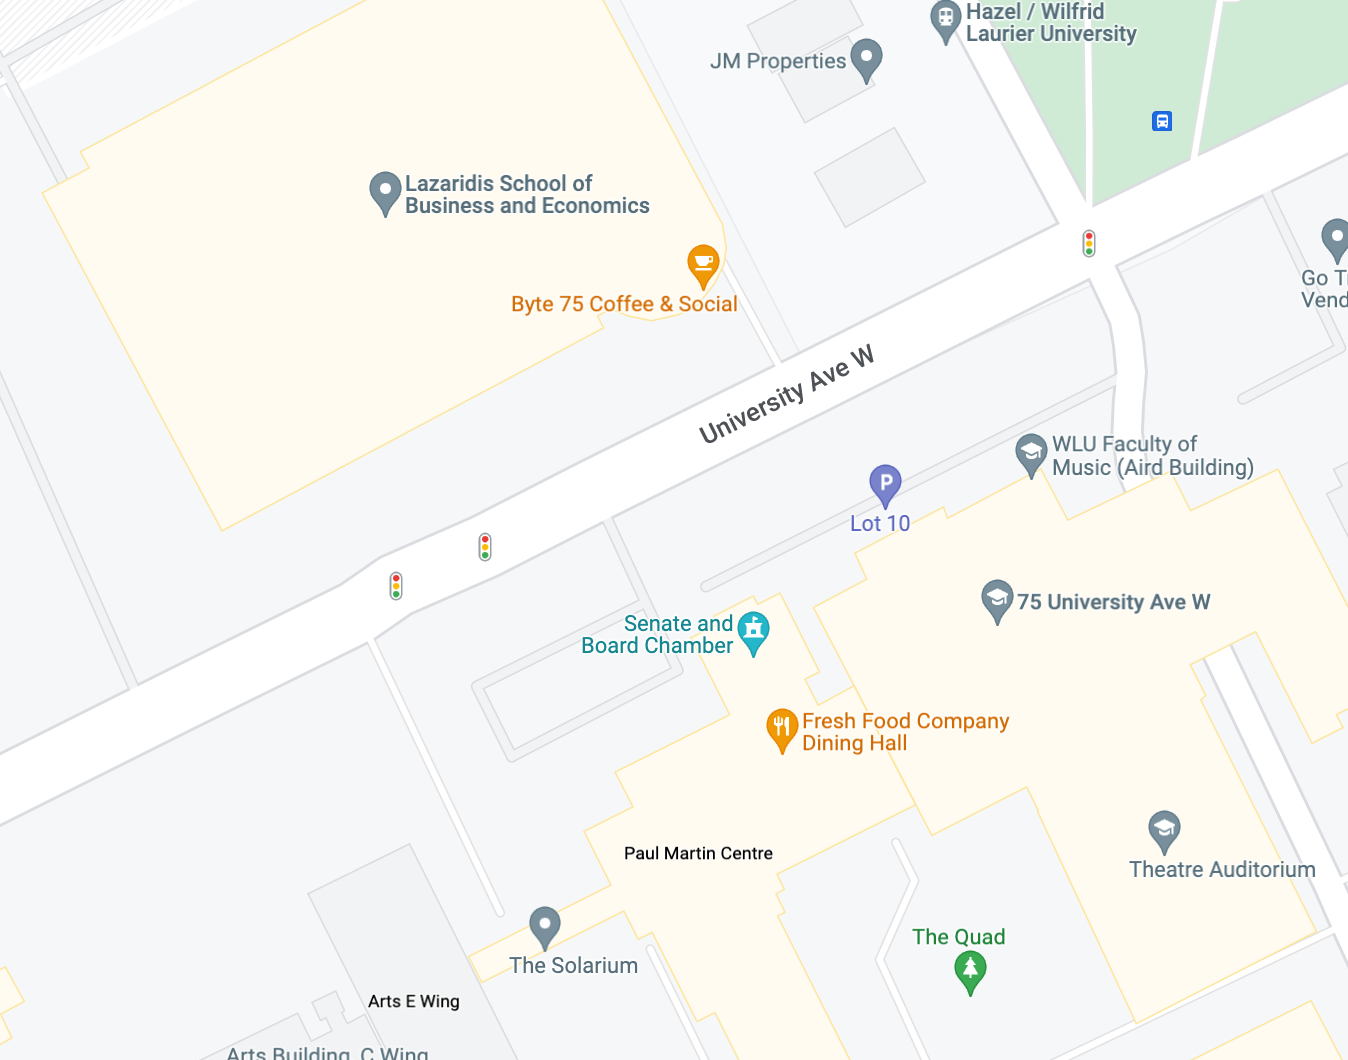 Hazel / Wilfrid
Laurier University
JM Properties
Lazaridis School of
Business and Economics
Byte 75 Coffee & Social
Go T
Vend
University Ave W
WLU Faculty of
Music (Aird Building)
P
Lot 10
75 University Ave W
Senate and
Board Chamber
Fresh Food Company
Dining Hall
Paul Martin Centre
Theatre Auditorium
The Quad
The Solarium
Arts E Wing
Arts Building, C Wing